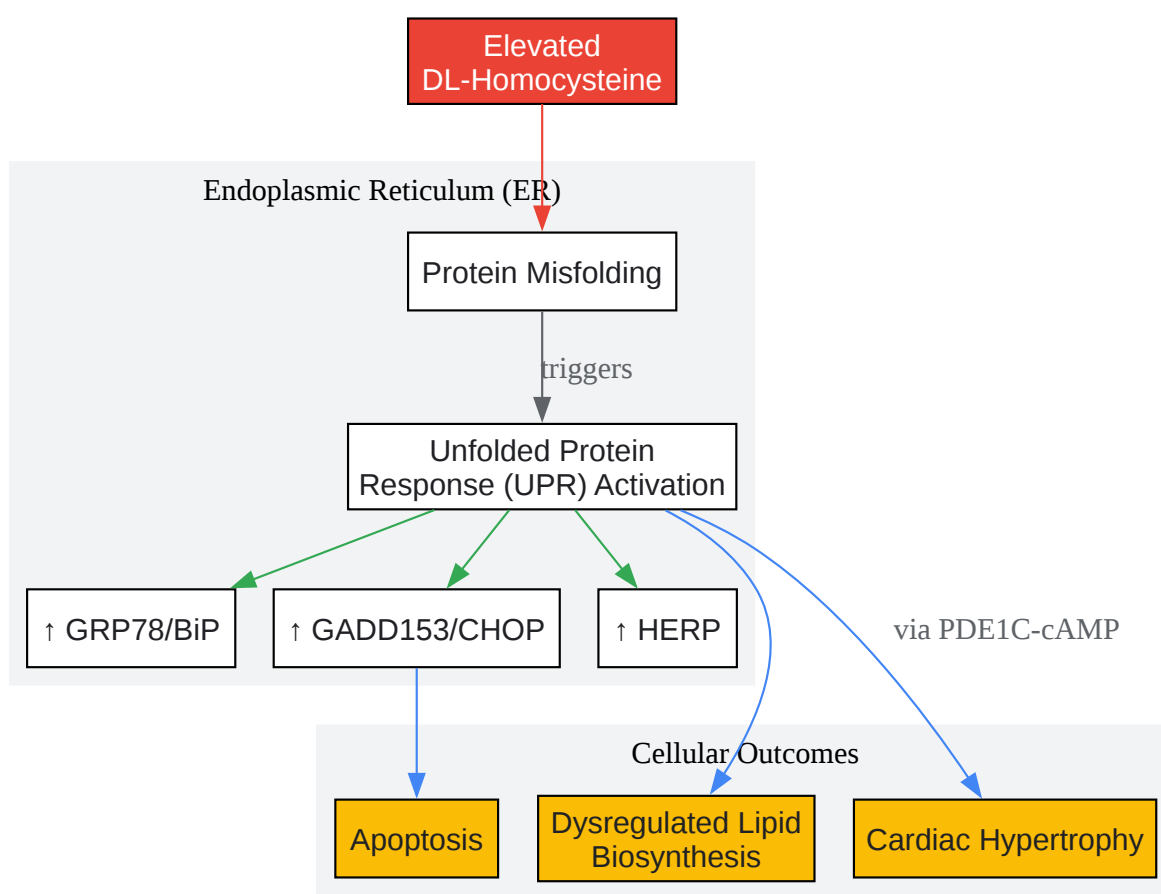 Elevated
DL-Homocysteine
Endoplasmic Reticulum (ER)
Protein Misfolding
triggers
Unfolded Protein
Response (UPR) Activation
↑ GRP78/BiP
↑ GADD153/CHOP
↑ HERP
via PDE1C-cAMP
Cellular Outcomes
Apoptosis
Dysregulated Lipid
Biosynthesis
Cardiac Hypertrophy